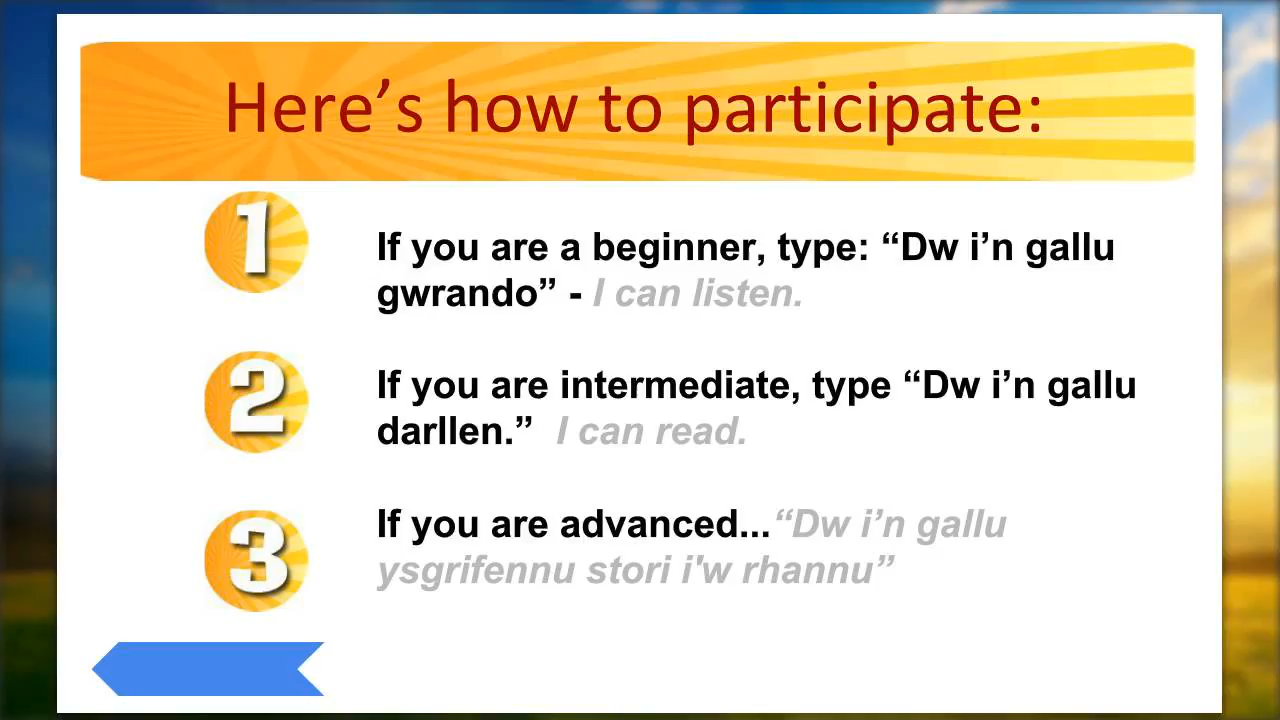 Here’s how to participate:
1
If you are a beginner, type: “Dw i’n gallu
gwrando” - I can listen.
2
If you are intermediate, type “Dw i’n gallu
darllen.” I can read.
3
If you are advanced...“Dw i’n gallu
ysgrifennu stori i'w rhannu”